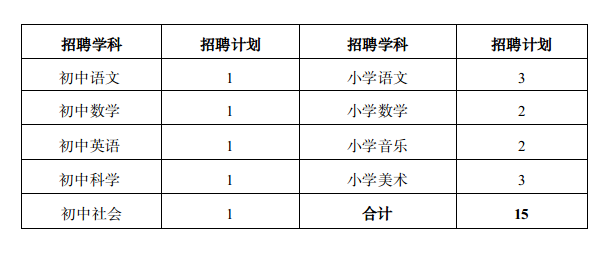 招聘学科 招聘计划 招聘学科 招聘计划
初中语文 1 小学语文 3
初中数学 1 小学数学 2
初中英语 1 小学音乐 2
初中科学 1 小学美术 3
初中社会 1 合计 15